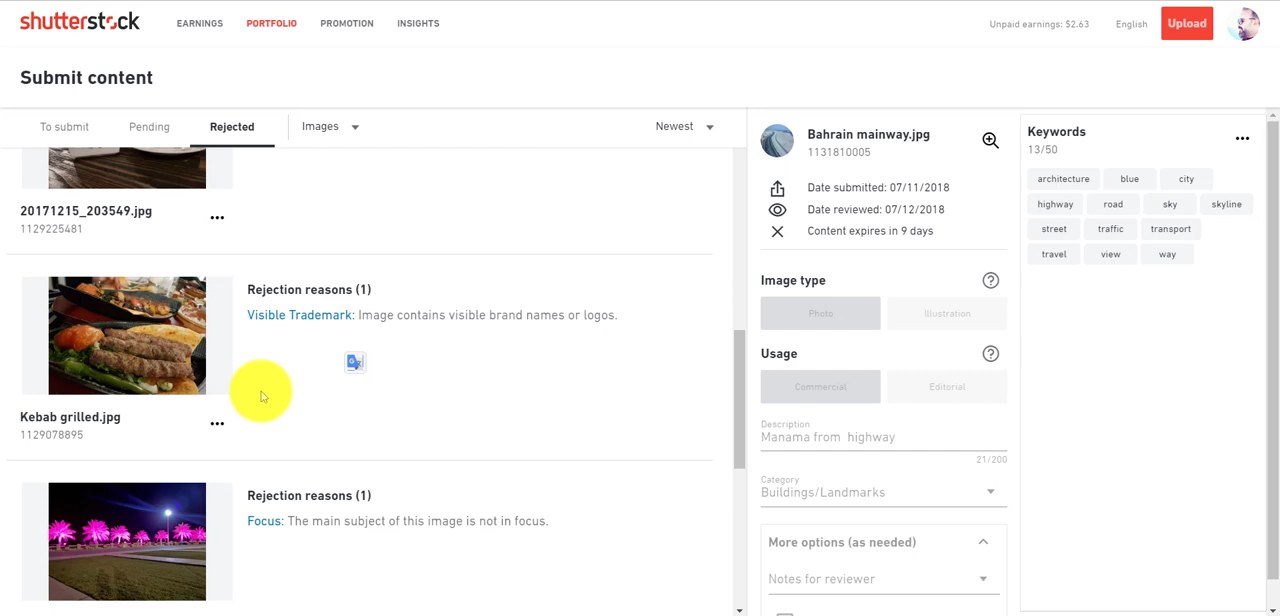 shutterstock
EARNINGS
PORTFOLIO
PROMOTION
INSIGHTS
Unpaid earnings: $2.63
English
Upload
Submit content
To submit
Pending
Rejected
Images
Newest
20171215_203549.jpg
1129225481
Rejection reasons (1)
Visible Trademark: Image contains visible brand names or logos.
Kebab grilled.jpg
1129078895
Rejection reasons (1)
Focus: The main subject of this image is not in focus.
Bahrain mainway.jpg
1131810005
Date submitted: 07/11/2018
Date reviewed: 07/12/2018
Content expires in 9 days
Image type
Photo
Illustration
Usage
Commercial
Editorial
Description
Manama from highway
21/200
Category
Buildings/Landmarks
More options (as needed)
Notes for reviewer
Keywords
13/50
architecture blue city
highway road sky skyline
street traffic transport
travel view way